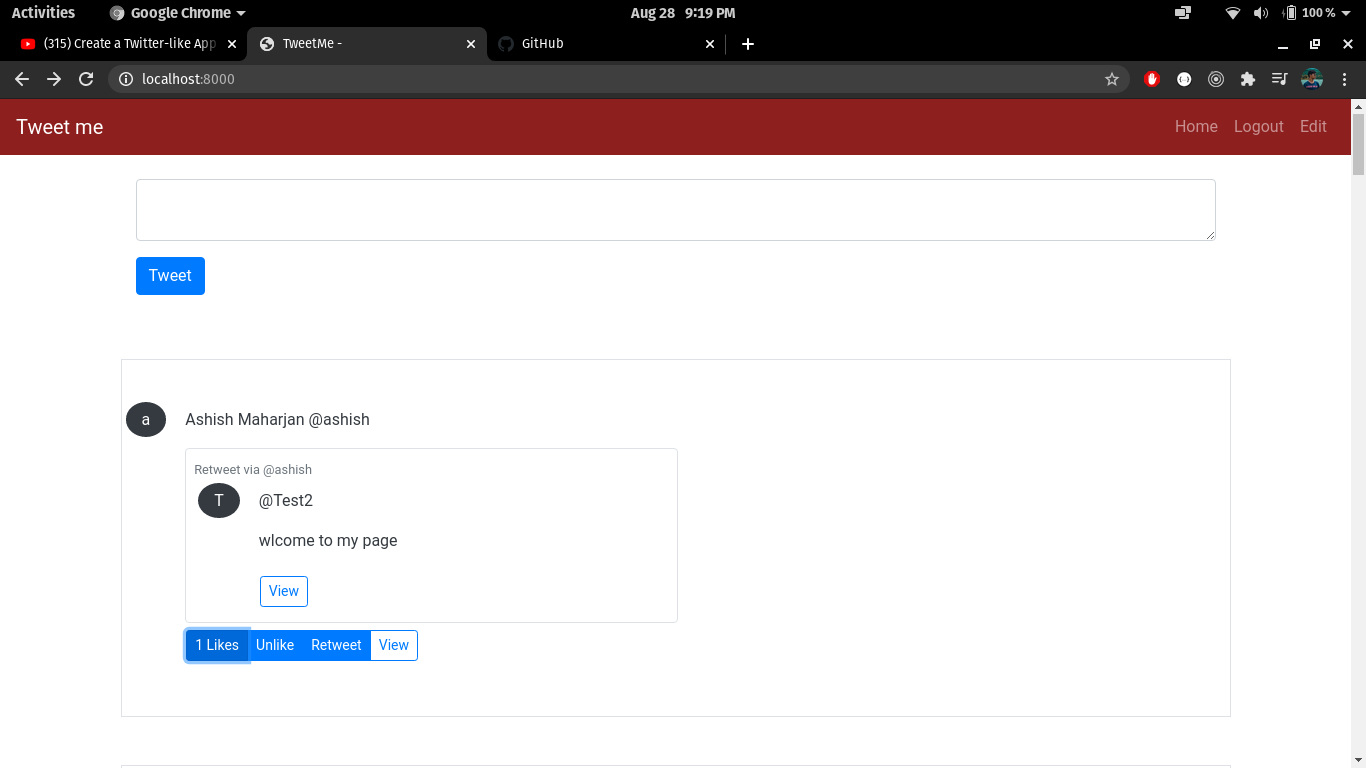 Activities Google Chrome Aug 28 9:19 PM 100 %
(315) Create a Twitter-like App TweetMe - GitHub
localhost:8000
Tweet me Home Logout Edit
Tweet
a Ashish Maharjan @ashish
Retweet via @ashish
T @Test2
wlcome to my page
View
1 Likes Unlike Retweet View